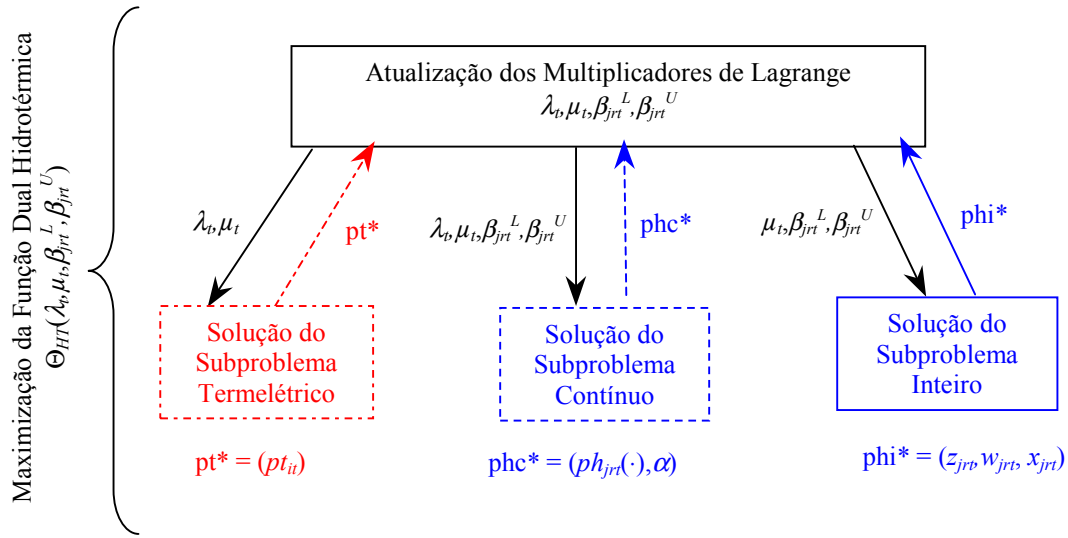 Maximização da Função Dual Hidrotérmica
Θ_HT(λ_t,μ_t,β_jrt^L,β_jrt^U)
Atualização dos Multiplicadores de Lagrange
λ_t,μ_t,β_jrt^L,β_jrt^U
λ_t,μ_t
pt*
λ_t,μ_t,β_jrt^L,β_jrt^U
phc*
μ_t,β_jrt^L,β_jrt^U
phi*
Solução do
Subproblema
Termelétrico
Solução do
Subproblema
Contínuo
Solução do
Subproblema
Inteiro
pt* = (pt_it)
phc* = (ph_jrt(·),α)
phi* = (z_jrt,w_jrt, x_jrt)